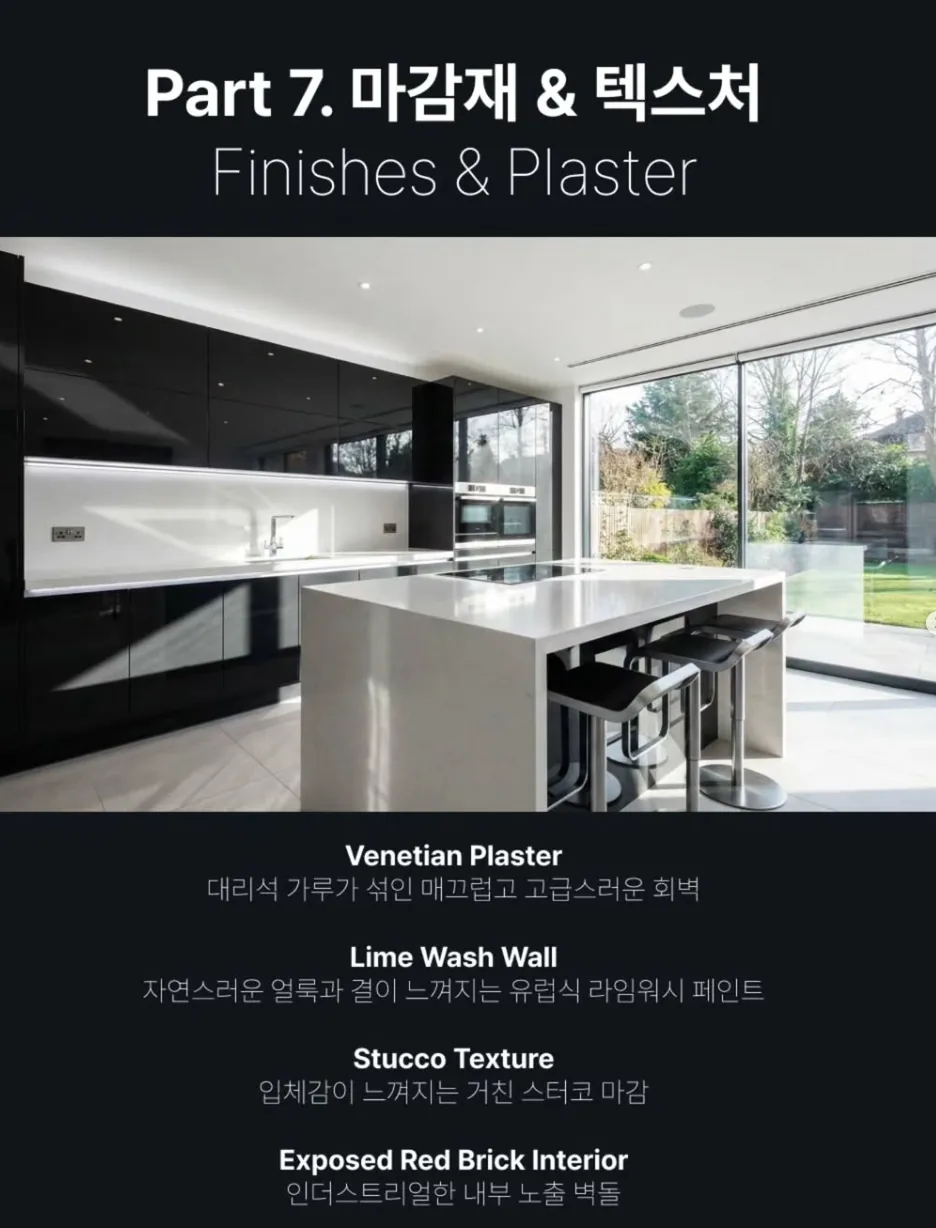 Part 7. 마감재 & 텍스처
Finishes & Plaster
Venetian Plaster
대리석 가루가 섞인 매끄럽고 고급스러운 회벽
Lime Wash Wall
자연스러운 얼룩과 결이 느껴지는 유럽식 라임워시 페인트
Stucco Texture
입체감이 느껴지는 거친 스터코 마감
Exposed Red Brick Interior
인더스트리얼한 내부 노출 벽돌